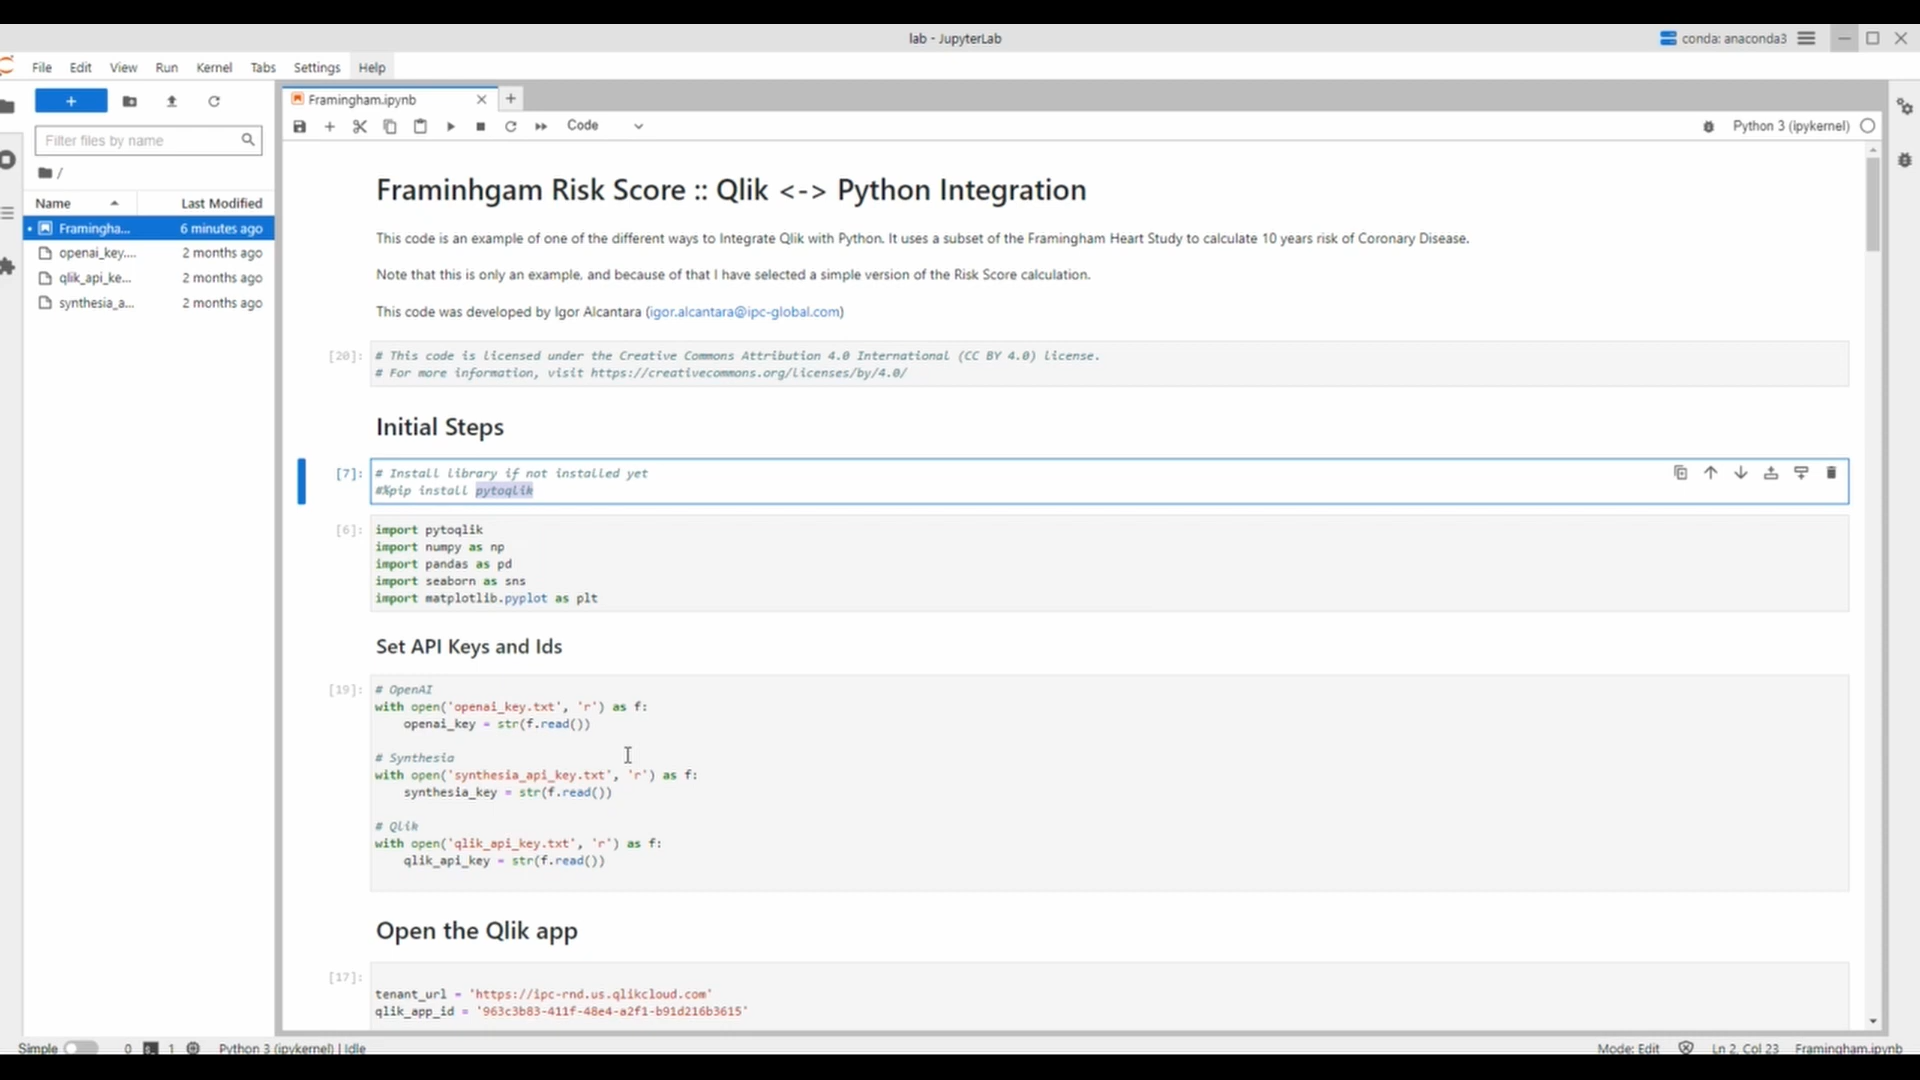 lab - JupyterLab
conda: anaconda3
File Edit View Run Kernel Tabs Settings Help
Framingham.ipynb
Filter files by name
Code
Python 3 (ipykernel)
/
Name Last Modified
Framingha... 6 minutes ago
openai_key.... 2 months ago
qlik_api_ke... 2 months ago
synthesia_a... 2 months ago
Framinhgam Risk Score :: Qlik <-> Python Integration
This code is an example of one of the different ways to Integrate Qlik with Python. It uses a subset of the Framingham Heart Study to calculate 10 years risk of Coronary Disease.
Note that this is only an example, and because of that I have selected a simple version of the Risk Score calculation.
This code was developed by Igor Alcantara (igor.alcantara@ipc-global.com)
[20]: # This code is licensed under the Creative Commons Attribution 4.0 International (CC BY 4.0) license.
# For more information, visit https://creativecommons.org/licenses/by/4.0/
Initial Steps
[7]: # Install library if not installed yet
#%pip install pytoqlik
[6]: import pytoqlik
import numpy as np
import pandas as pd
import seaborn as sns
import matplotlib.pyplot as plt
Set API Keys and Ids
[19]: # OpenAI
with open('openai_key.txt', 'r') as f:
openai_key = str(f.read())
# Synthesia
with open('synthesia_api_key.txt', 'r') as f:
synthesia_key = str(f.read())
# Qlik
with open('qlik_api_key.txt', 'r') as f:
qlik_api_key = str(f.read())
Open the Qlik app
[17]:
tenant_url = 'https://ipc-rnd.us.qlikcloud.com'
qlik_app_id = '963c3b83-411f-48e4-a2f1-b91d216b3615'
Simple 0 1 Python 3 (ipykernel) | Idle
Mode: Edit Ln 2, Col 23 Framingham.ipynb